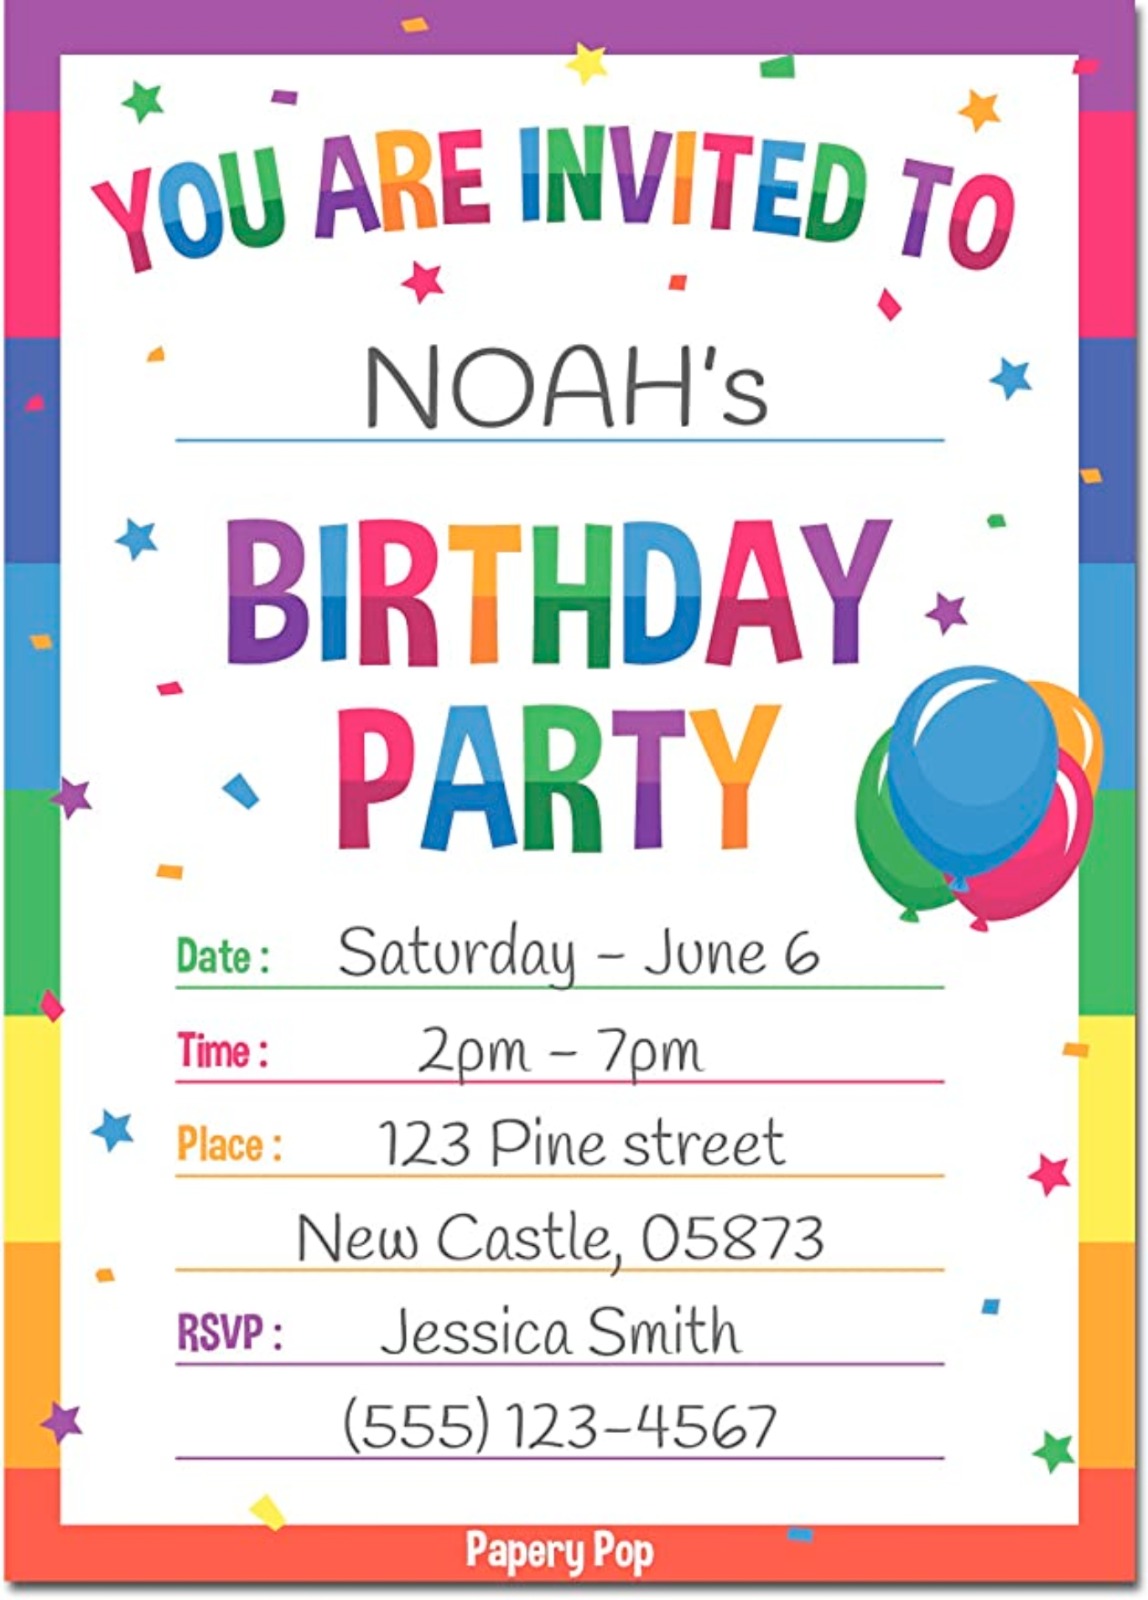 YOU ARE INVITED TO
NOAH's
BIRTHDAY
PARTY
Date : Saturday - June 6
Time : 2pm - 7pm
Place : 123 Pine street
New Castle, 05873
RSVP : Jessica Smith
(555) 123-4567
Papery Pop